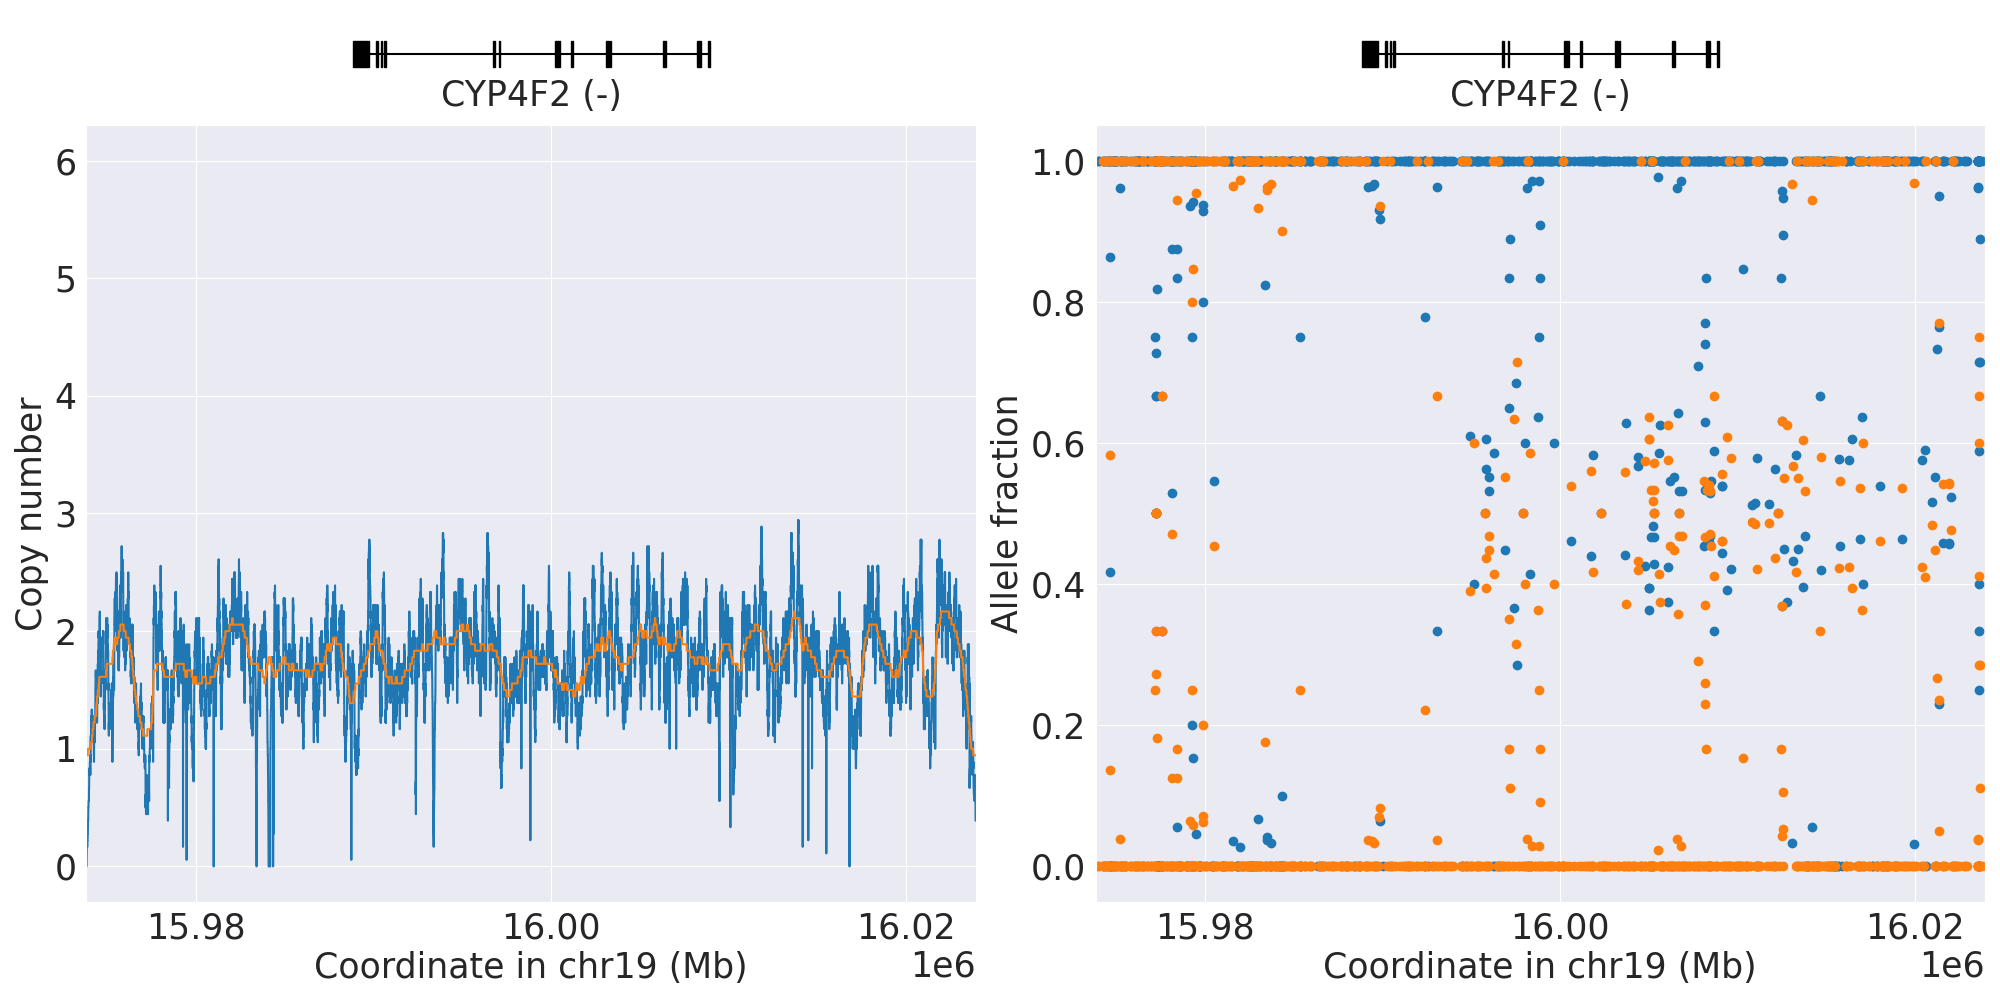 CYP4F2 (-)
6
5
4
3
2
1
0
Copy number
15.98
16.00
16.02
Coordinate in chr19 (Mb)
1e6
CYP4F2 (-)
1.0
0.8
0.6
0.4
0.2
0.0
Allele fraction
15.98
16.00
16.02
Coordinate in chr19 (Mb)
1e6